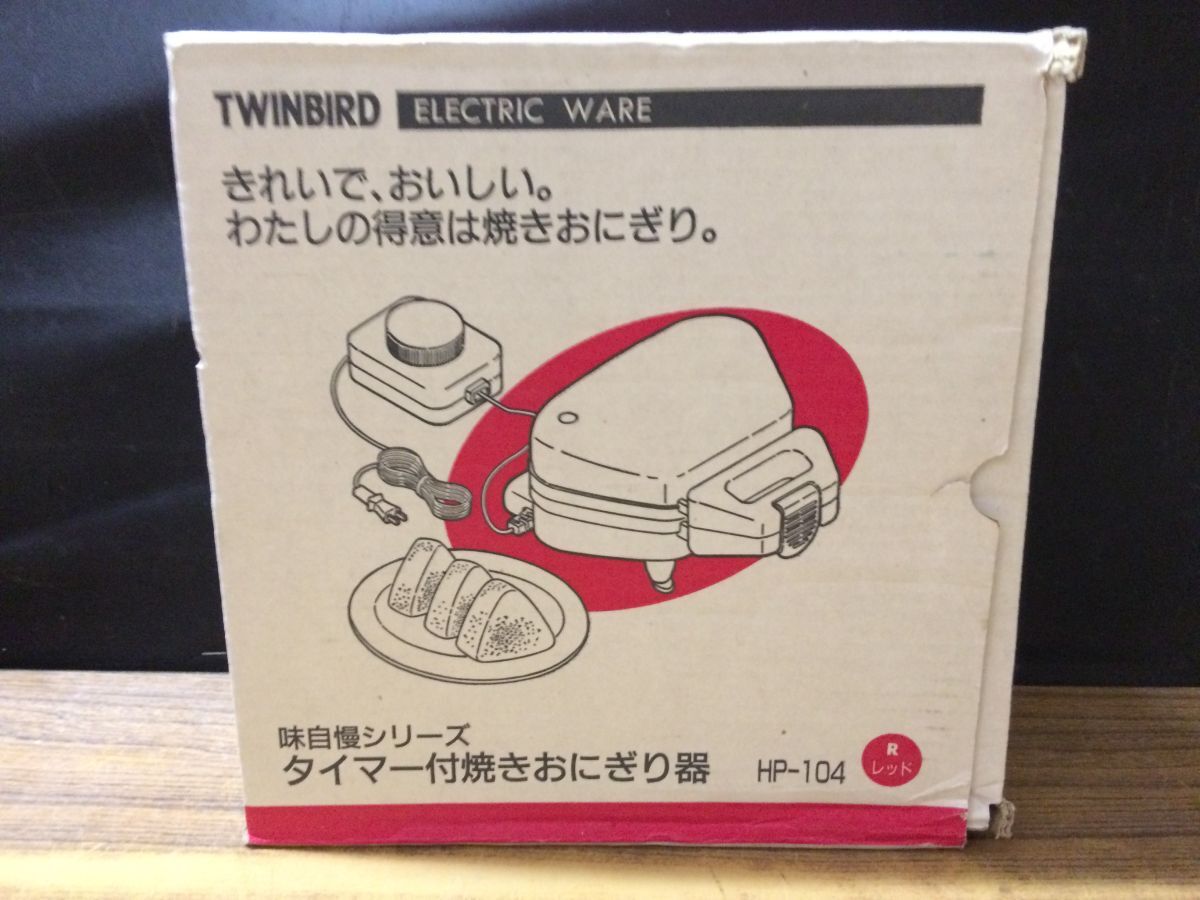 TWINBIRD ELECTRIC WARE
きれいで、おいしい。
わたしの得意は焼きおにぎり。
味自慢シリーズ
タイマー付焼きおにぎり器 HP-104
R
レッド